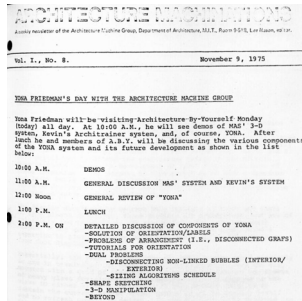 ARCHITECTURE MACHINATIONS
A weekly newsletter of the Architecture Machine Group, Department of Architecture, M.I.T., Room 9-518, Lee Nason, editor.
Vol. I., No. 8.
November 9, 1975
YONA FRIEDMAN'S DAY WITH THE ARCHITECTURE MACHINE GROUP
Yona Friedman will be visiting Architecture-By-Yourself Monday
(today) all day. At 10:00 A.M., he will see demos of MAS' 3-D
system, Kevin's Architrainer system, and, of course, YONA. After
lunch he and members of A.B.Y. will be discussing the various components
of the YONA system and its future development as shown in the list
below:
10:00 A.M. DEMOS
11:00 A.M. GENERAL DISCUSSION MAS' SYSTEM AND KEVIN'S SYSTEM
12:00 Noon GENERAL REVIEW OF "YONA"
1:00 P.M. LUNCH
2:00 P.M. ON DETAILED DISCUSSION OF COMPONENTS OF YONA
-SOLUTION OF ORIENTATION/LABELS
-PROBLEMS OF ARRANGEMENT (I.E., DISCONNECTED GRAFS)
-TUTORIALS FOR ORIENTATION
-DUAL PROBLEMS
-DISCONNECTING NON-LINKED BUBBLES (INTERIOR/
EXTERIOR)
-SIZING ALGORITHMS SCHEDULE
-SHAPE SKETCHING
-3-D MANIPULATION
-BEYOND